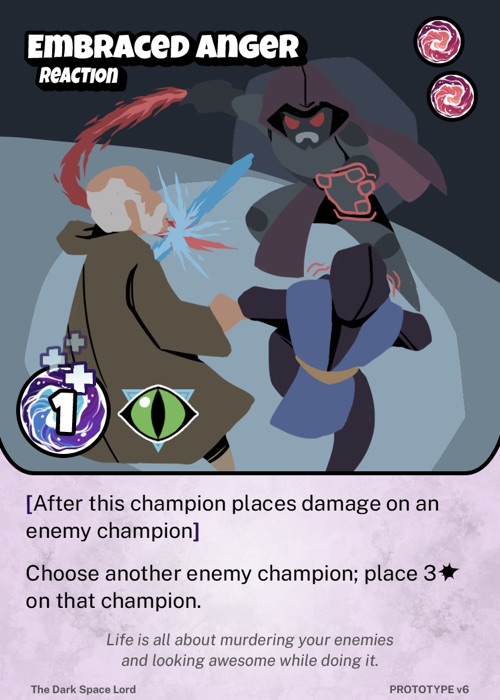 EMBRACED ANGER
REACTION
1
[After this champion places damage on an
enemy champion]
Choose another enemy champion; place 3
on that champion.
Life is all about murdering your enemies
and looking awesome while doing it.
The Dark Space Lord
PROTOTYPE v6